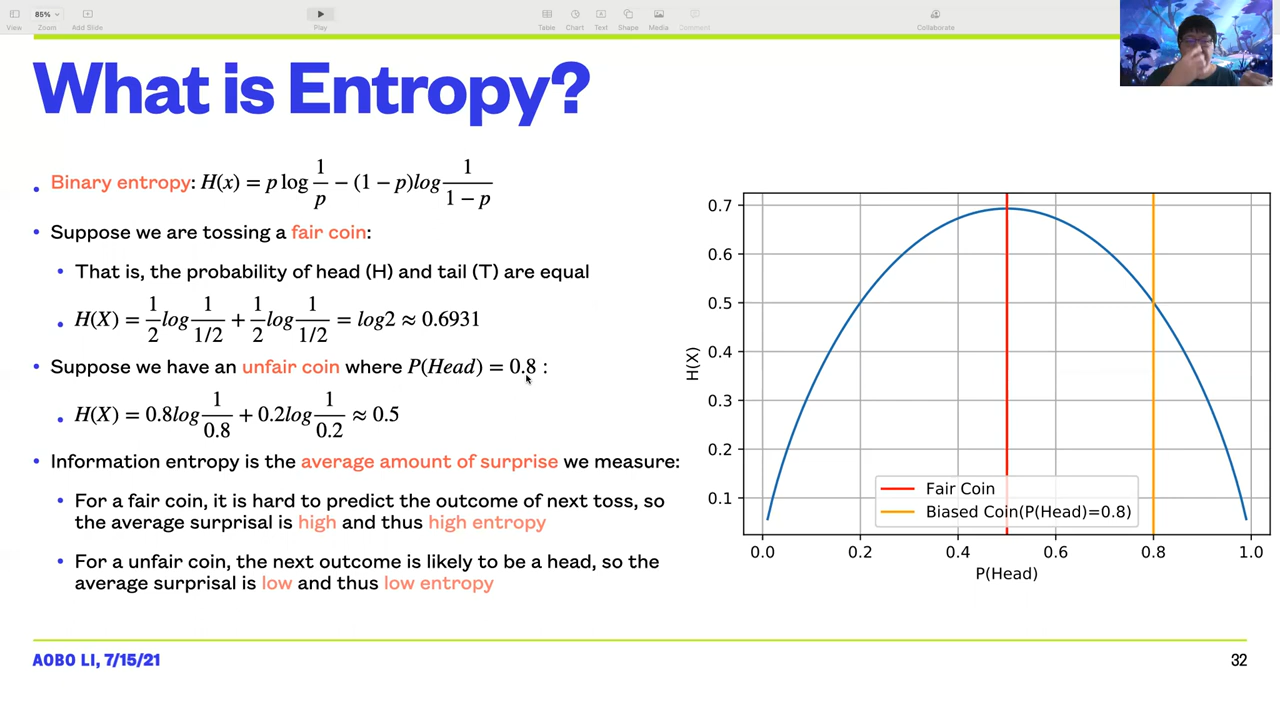 85%
View
Zoom
Add Slide
Play
Table
Chart
Text
Shape
Media
Comment
Collaborate
What is Entropy?
• Binary entropy: H(x) = p log 1/p − (1 − p)log 1/(1 − p)
• Suppose we are tossing a fair coin:
• That is, the probability of head (H) and tail (T) are equal
• H(X) = 1/2 log 1/(1/2) + 1/2 log 1/(1/2) = log2 ≈ 0.6931
• Suppose we have an unfair coin where P(Head) = 0.8 :
• H(X) = 0.8log 1/0.8 + 0.2log 1/0.2 ≈ 0.5
• Information entropy is the average amount of surprise we measure:
• For a fair coin, it is hard to predict the outcome of next toss, so
the average surprisal is high and thus high entropy
• For a unfair coin, the next outcome is likely to be a head, so the
average surprisal is low and thus low entropy
H(X)
0.7
0.6
0.5
0.4
0.3
0.2
0.1
Fair Coin
Biased Coin(P(Head)=0.8)
0.0 0.2 0.4 0.6 0.8 1.0
P(Head)
AOBO LI, 7/15/21
32